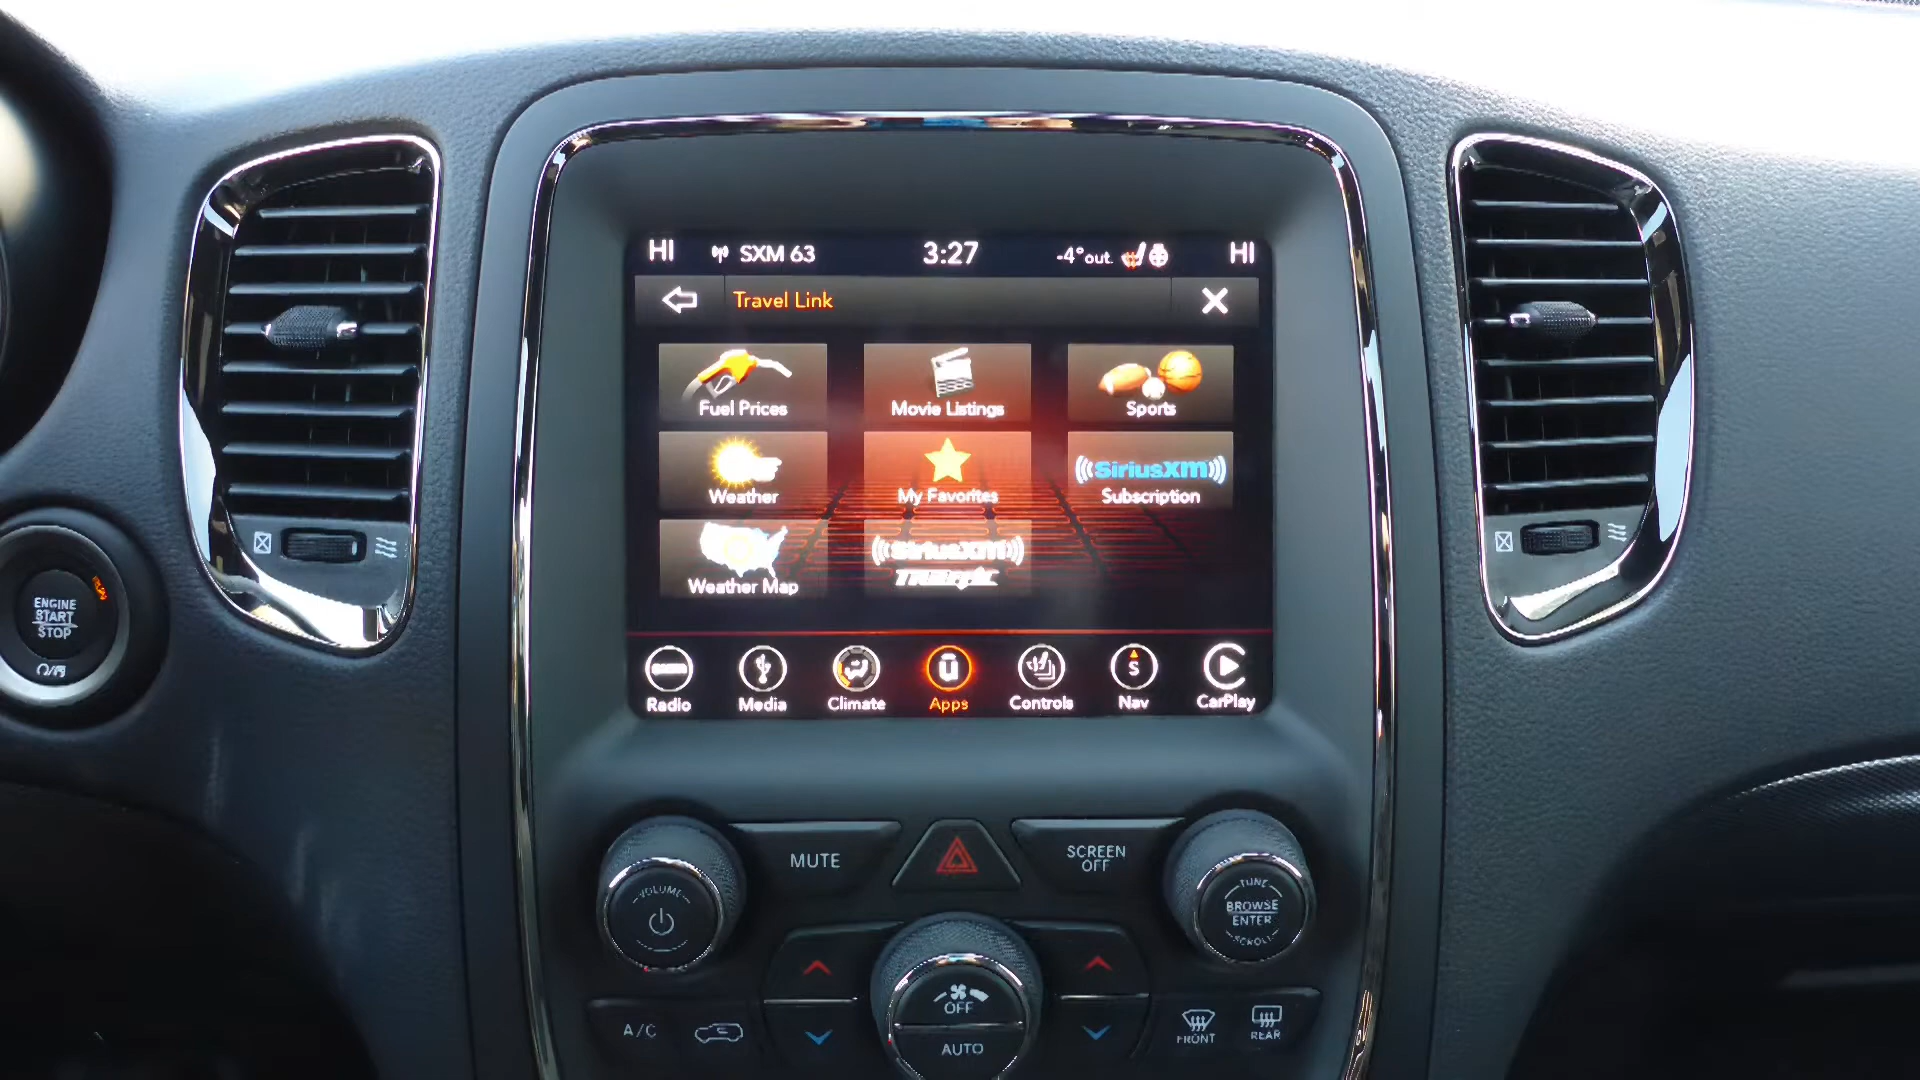 HI SXM 63 3:27 -4°out. HI
Travel Link
Fuel Prices
Movie Listings
Sports
Weather
My Favorites
((SiriusXM))
Subscription
Weather Map
((SiriusXM))
Traffic
Radio
Media
Climate
U
Apps
Controls
S
Nav
CarPlay
ENGINE
START
STOP
VOLUME
MUTE
SCREEN
OFF
TUNE
BROWSE
ENTER
SCROLL
A/C
OFF
AUTO
FRONT
REAR